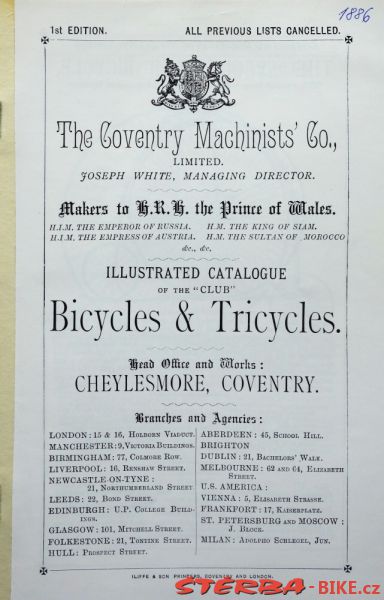 1886
1st EDITION. ALL PREVIOUS LISTS CANCELLED.
The Coventry Machinists' Co.,
LIMITED.
JOSEPH WHITE, MANAGING DIRECTOR.
Makers to H.R.H. the Prince of Wales.
H.I.M. THE EMPEROR OF RUSSIA. H.M. THE KING OF SIAM.
H.I.M. THE EMPRESS OF AUSTRIA. H.M. THE SULTAN OF MOROCCO
&c., &c.
ILLUSTRATED CATALOGUE
OF THE "CLUB"
Bicycles & Tricycles.
Head Office and Works:
CHEYLESMORE, COVENTRY.
Branches and Agencies:
LONDON: 15 & 16, HOLBORN VIADUCT.
MANCHESTER: 9, VICTORIA BUILDINGS.
BIRMINGHAM: 77, COLMORE ROW.
LIVERPOOL: 16, RENSHAW STREET.
NEWCASTLE-ON-TYNE:
21, NORTHUMBERLAND STREET
LEEDS: 22, BOND STREET.
EDINBURGH: U.P. COLLEGE BUILD-
INGS.
GLASGOW: 101, MITCHELL STREET.
FOLKESTONE: 21, TONTINE STREET.
HULL: PROSPECT STREET.
ABERDEEN: 45, SCHOOL HILL.
BRIGHTON
DUBLIN: 21, BACHELORS' WALK.
MELBOURNE: 62 and 64, ELIZABETH
STREET.
U.S. AMERICA:
VIENNA: 5, ELISABETH STRASSE.
FRANKFORT: 17, KAISERPLATZ.
ST. PETERSBURG AND MOSCOW:
J. BLOCK.
MILAN: ADOLPHO SCHLEGEL, JUN.
ILIFFE & SON PRINTERS, COVENTRY AND LONDON.
STERBA-BIKE.cz